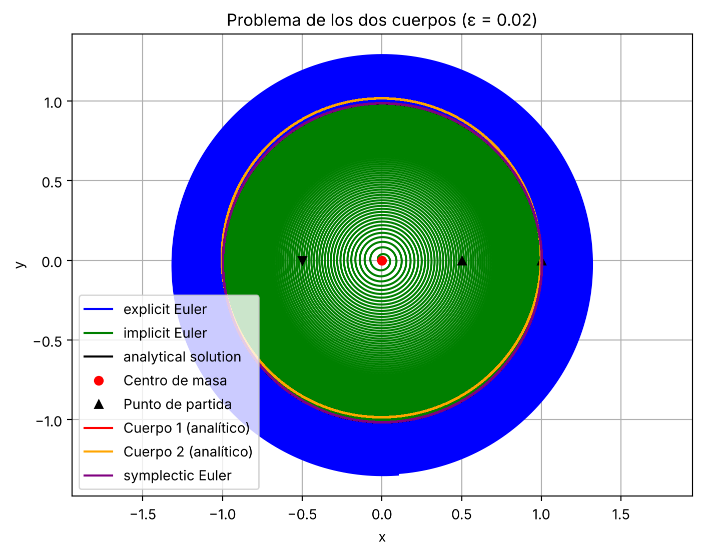 Problema de los dos cuerpos (ε = 0.02)
y
1.0
0.5
0.0
−0.5
−1.0
explicit Euler
implicit Euler
analytical solution
Centro de masa
Punto de partida
Cuerpo 1 (analítico)
Cuerpo 2 (analítico)
symplectic Euler
−1.5
−1.0
−0.5
0.0
0.5
1.0
1.5
x